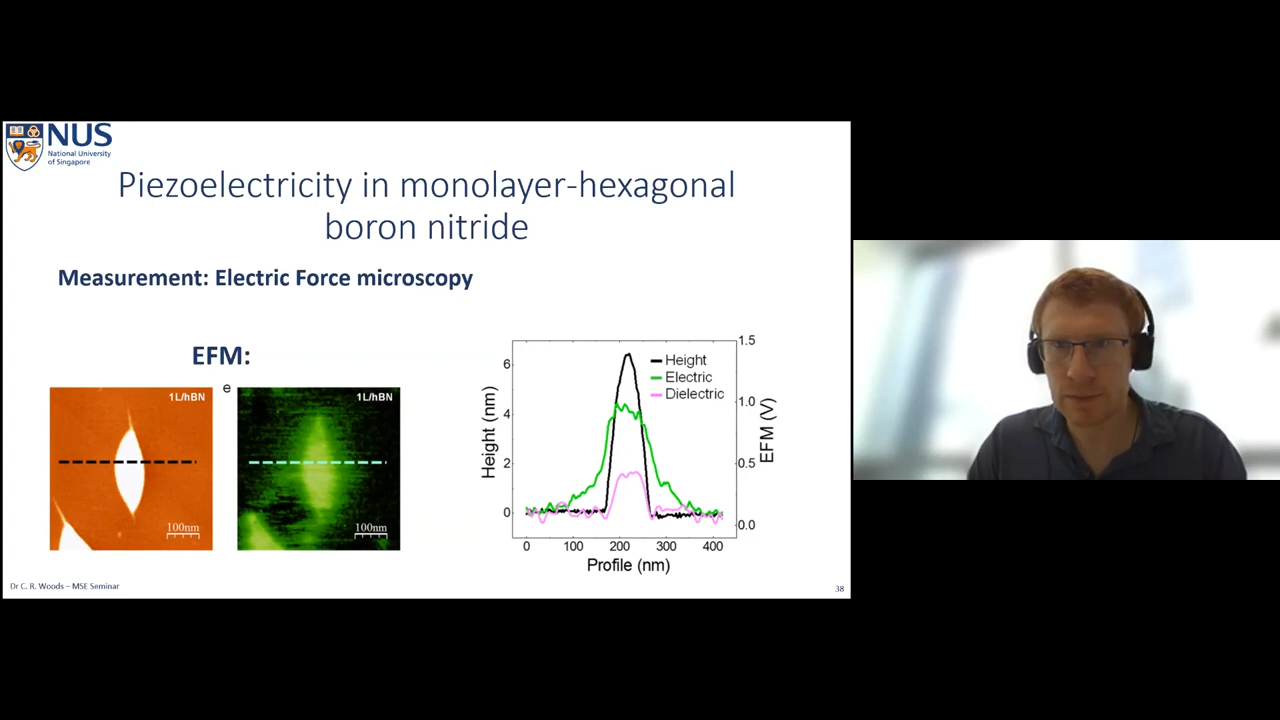 NUS
National University
of Singapore
Piezoelectricity in monolayer-hexagonal
boron nitride
Measurement: Electric Force microscopy
EFM:
e
1L/hBN
100nm
1L/hBN
100nm
Height
Electric
Dielectric
Height (nm)
6
4
2
0
1.5
1.0
0.5
0.0
EFM (V)
0 100 200 300 400
Profile (nm)
Dr C. R. Woods – MSE Seminar
38